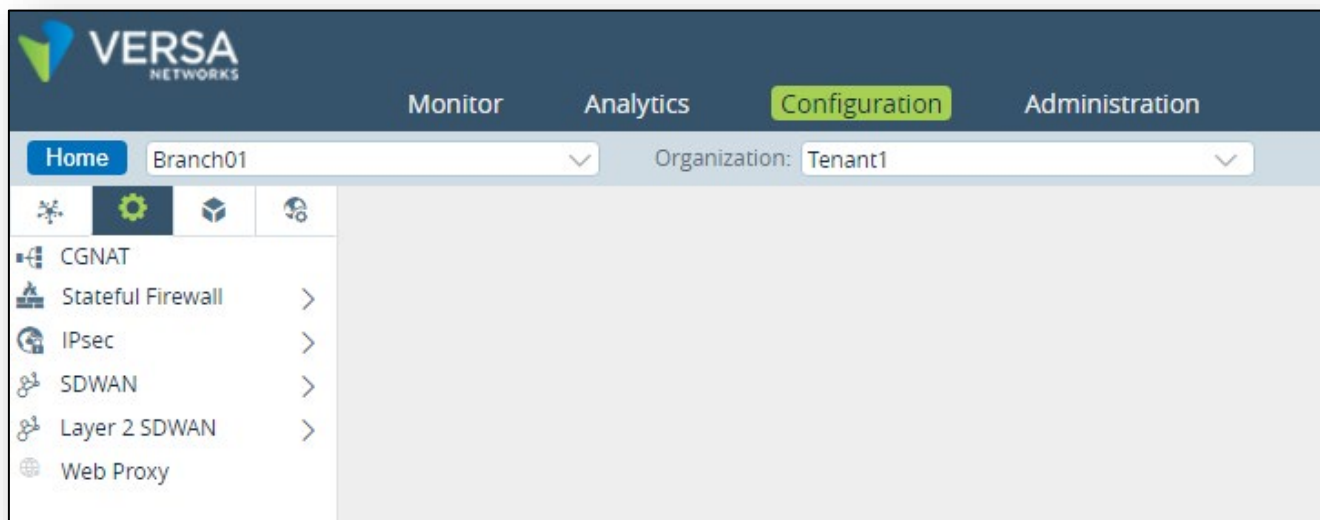 VERSA
NETWORKS
Monitor Analytics Configuration Administration
Home Branch01 Organization: Tenant1
CGNAT
Stateful Firewall
IPsec
SDWAN
Layer 2 SDWAN
Web Proxy